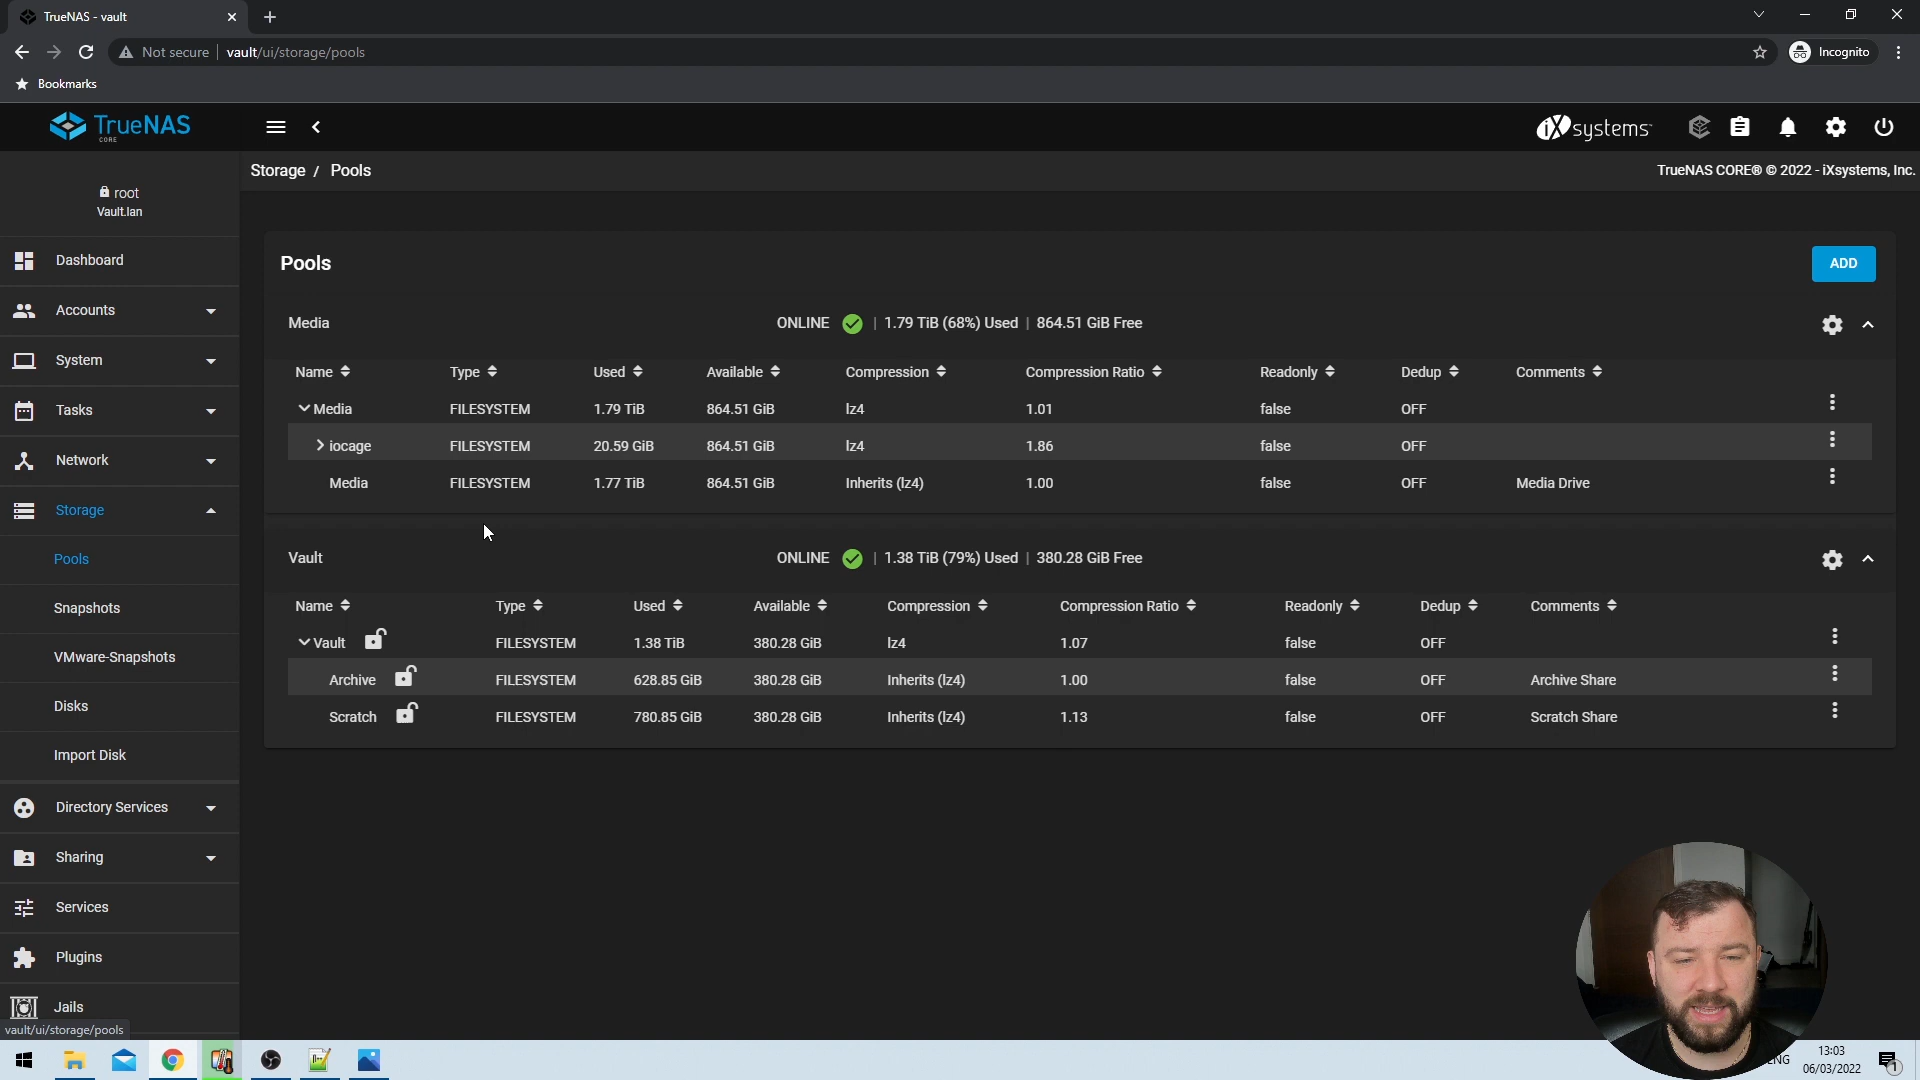 TrueNAS - vault
Not secure
vault/ui/storage/pools
Incognito
Bookmarks
TrueNAS
CORE
iXsystems
root
Vault.lan
Storage / Pools
TrueNAS CORE® © 2022 - iXsystems, Inc.
Dashboard
Accounts
System
Tasks
Network
Storage
Pools
Snapshots
VMware-Snapshots
Disks
Import Disk
Directory Services
Sharing
Services
Plugins
Jails
vault/ui/storage/pools
Pools
ADD
Media ONLINE | 1.79 TiB (68%) Used | 864.51 GiB Free
Name Type Used Available Compression Compression Ratio Readonly Dedup Comments
Media FILESYSTEM 1.79 TiB 864.51 GiB lz4 1.01 false OFF
iocage FILESYSTEM 20.59 GiB 864.51 GiB lz4 1.86 false OFF
Media FILESYSTEM 1.77 TiB 864.51 GiB Inherits (lz4) 1.00 false OFF Media Drive
Vault ONLINE | 1.38 TiB (79%) Used | 380.28 GiB Free
Name Type Used Available Compression Compression Ratio Readonly Dedup Comments
Vault FILESYSTEM 1.38 TiB 380.28 GiB lz4 1.07 false OFF
Archive FILESYSTEM 628.85 GiB 380.28 GiB Inherits (lz4) 1.00 false OFF Archive Share
Scratch FILESYSTEM 780.85 GiB 380.28 GiB Inherits (lz4) 1.13 false OFF Scratch Share
13:03
06/03/2022
1